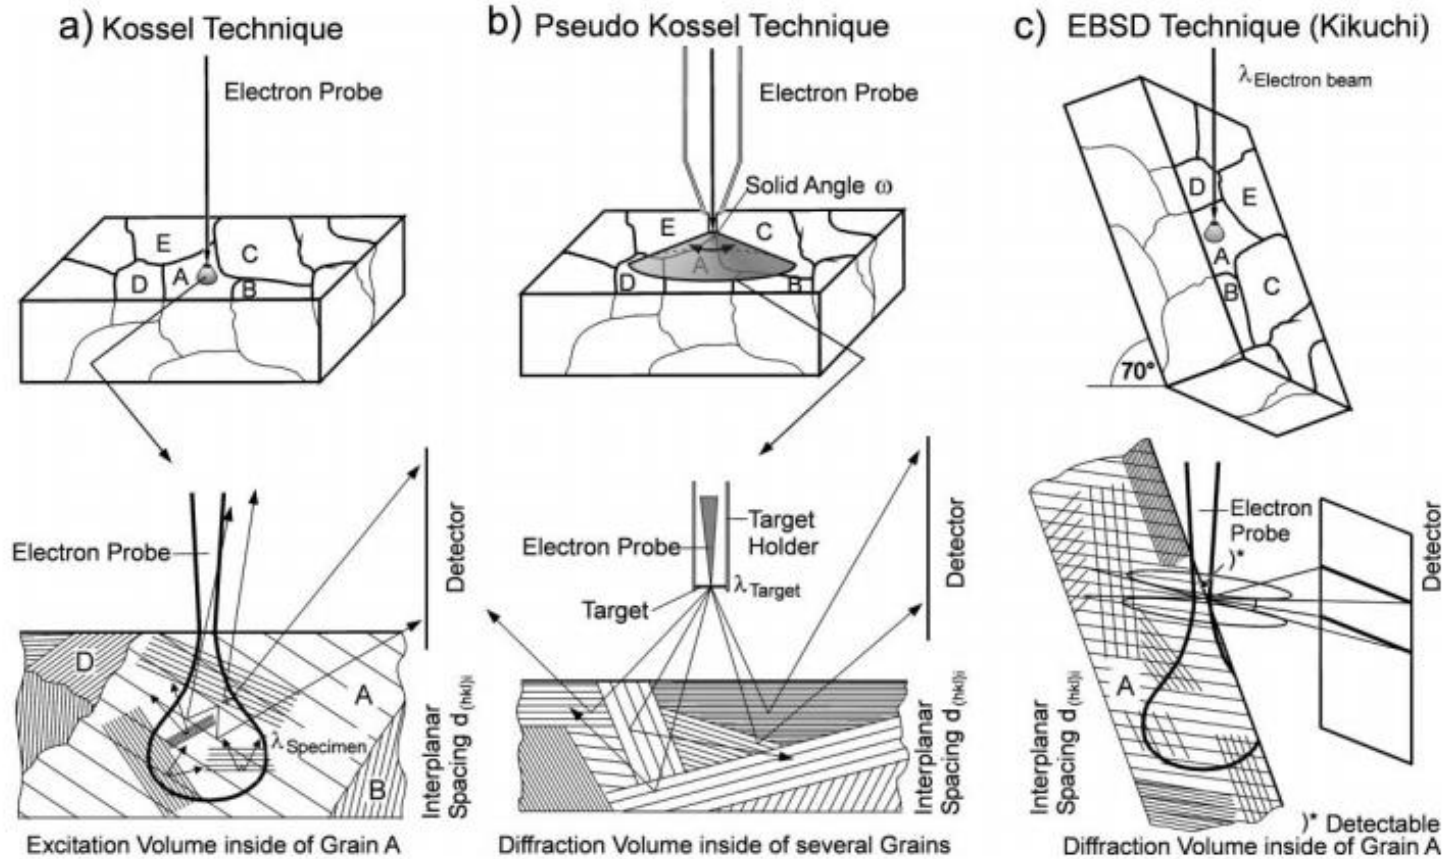 a) Kossel Technique
Electron Probe
E
C
D
A
B
Electron Probe
Detector
D
A
λSpecimen
B
Interplanar
Spacing d(hkl)i
Excitation Volume inside of Grain A
b) Pseudo Kossel Technique
Electron Probe
Solid Angle ω
E
C
A
D
B
Target
Holder
Electron Probe
λTarget
Target
Detector
Interplanar
Spacing d(hkl)i
Diffraction Volume inside of several Grains
c) EBSD Technique (Kikuchi)
λElectron beam
D
E
A
B
C
70°
Electron
Probe
)*
Detector
A
Interplanar
Spacing d(hkl)i
)* Detectable
Diffraction Volume inside of Grain A